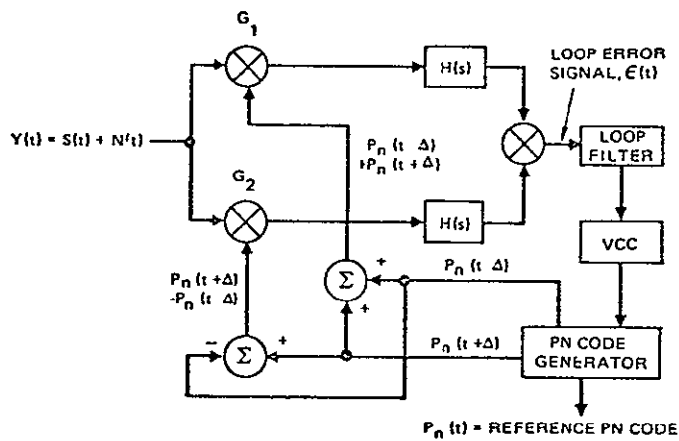 G1
H(s)
LOOP ERROR
SIGNAL, ϵ(t)
Y(t) = S(t) + N(t)
Pn (t Δ)
+Pn (t + Δ)
LOOP
FILTER
G2
H(s)
VCC
Pn (t +Δ)
-Pn (t Δ)
Σ
+
+
Pn (t Δ)
−
Σ
+
Pn (t +Δ)
PN CODE
GENERATOR
Pn (t) = REFERENCE PN CODE